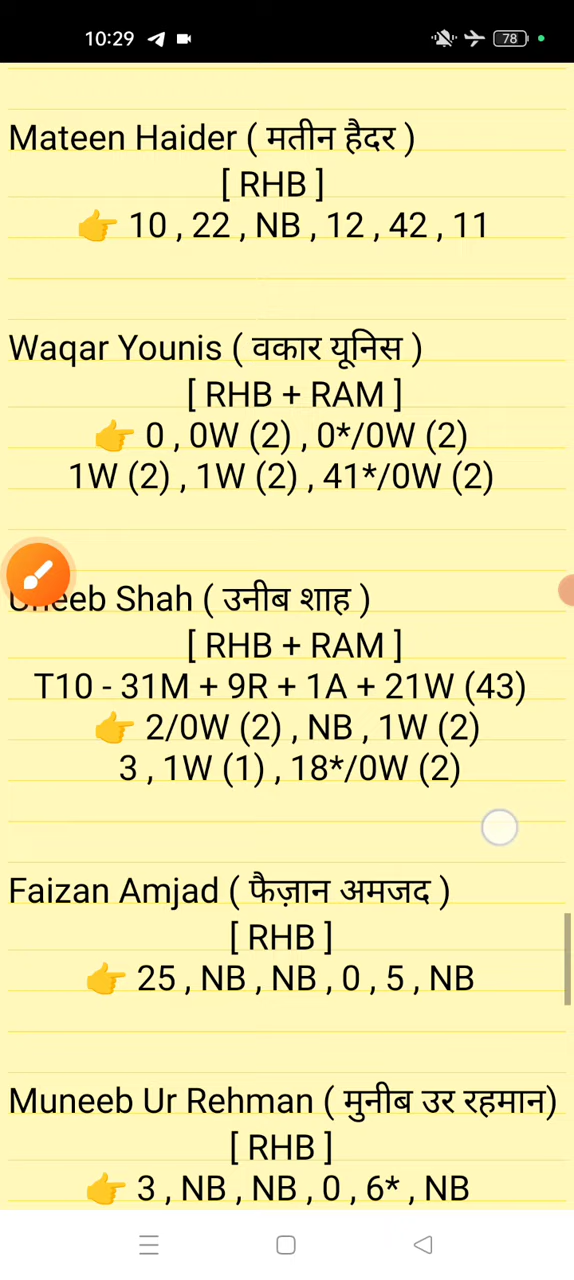 10:29
78
Mateen Haider ( मतीन हैदर )
[ RHB ]
👉 10 , 22 , NB , 12 , 42 , 11
Waqar Younis ( वकार यूनिस )
[ RHB + RAM ]
👉 0 , 0W (2) , 0*/0W (2)
1W (2) , 1W (2) , 41*/0W (2)
Shah ( उनीब शाह )
[ RHB + RAM ]
T10 - 31M + 9R + 1A + 21W (43)
👉 2/0W (2) , NB , 1W (2)
3 , 1W (1) , 18*/0W (2)
Faizan Amjad ( फैज़ान अमजद )
[ RHB ]
👉 25 , NB , NB , 0 , 5 , NB
Muneeb Ur Rehman ( मुनीब उर रहमान)
[ RHB ]
👉 3 , NB , NB , 0 , 6* , NB